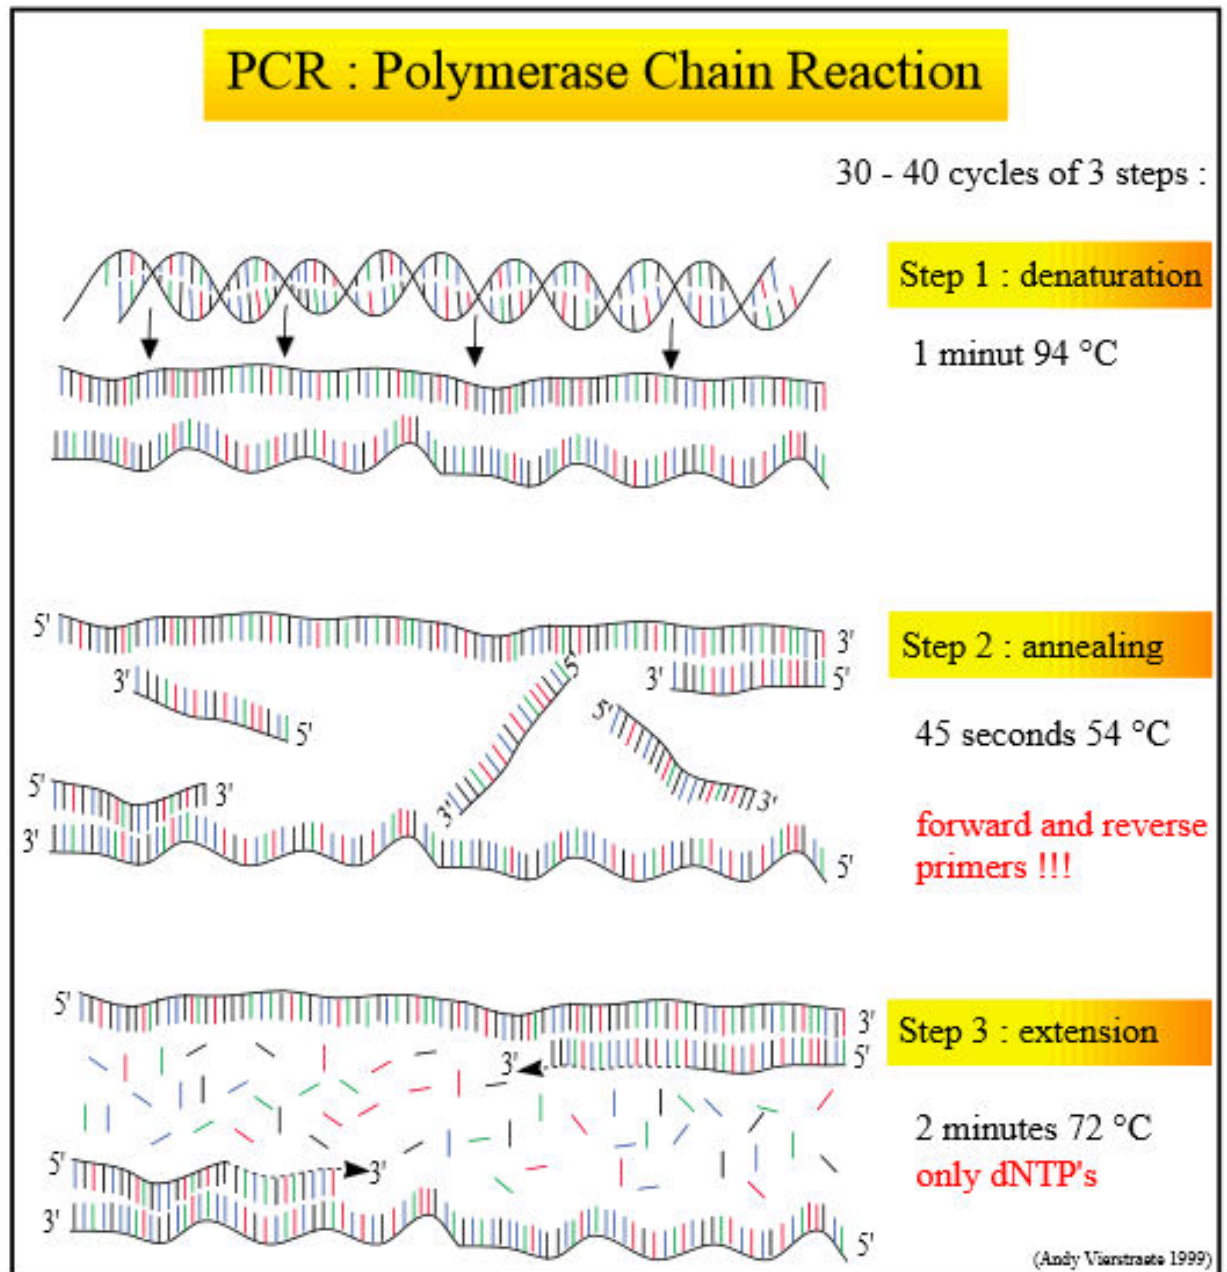 PCR : Polymerase Chain Reaction
30 - 40 cycles of 3 steps :
Step 1 : denaturation
1 minut 94 °C
5'
3'
Step 2 : annealing
3'
5'
5'
3'
5'
45 seconds 54 °C
5'
3'
3'
3'
forward and reverse
primers !!!
3'
5'
5'
3'
Step 3 : extension
3'
5'
2 minutes 72 °C
only dNTP's
5'
3'
3'
5'
(Andy Vierstraete 1999)